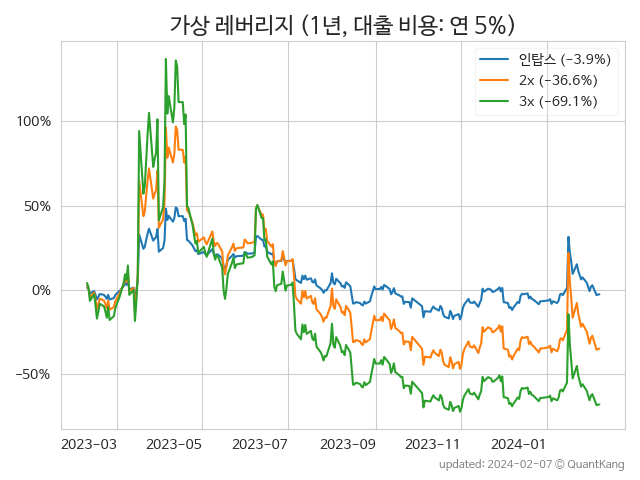 가상 레버리지 (1년, 대출 비용: 연 5%)
인탑스 (−3.9%)
2x (−36.6%)
3x (−69.1%)
100%
50%
0%
−50%
2023-03 2023-05 2023-07 2023-09 2023-11 2024-01
updated: 2024-02-07 © QuantKang